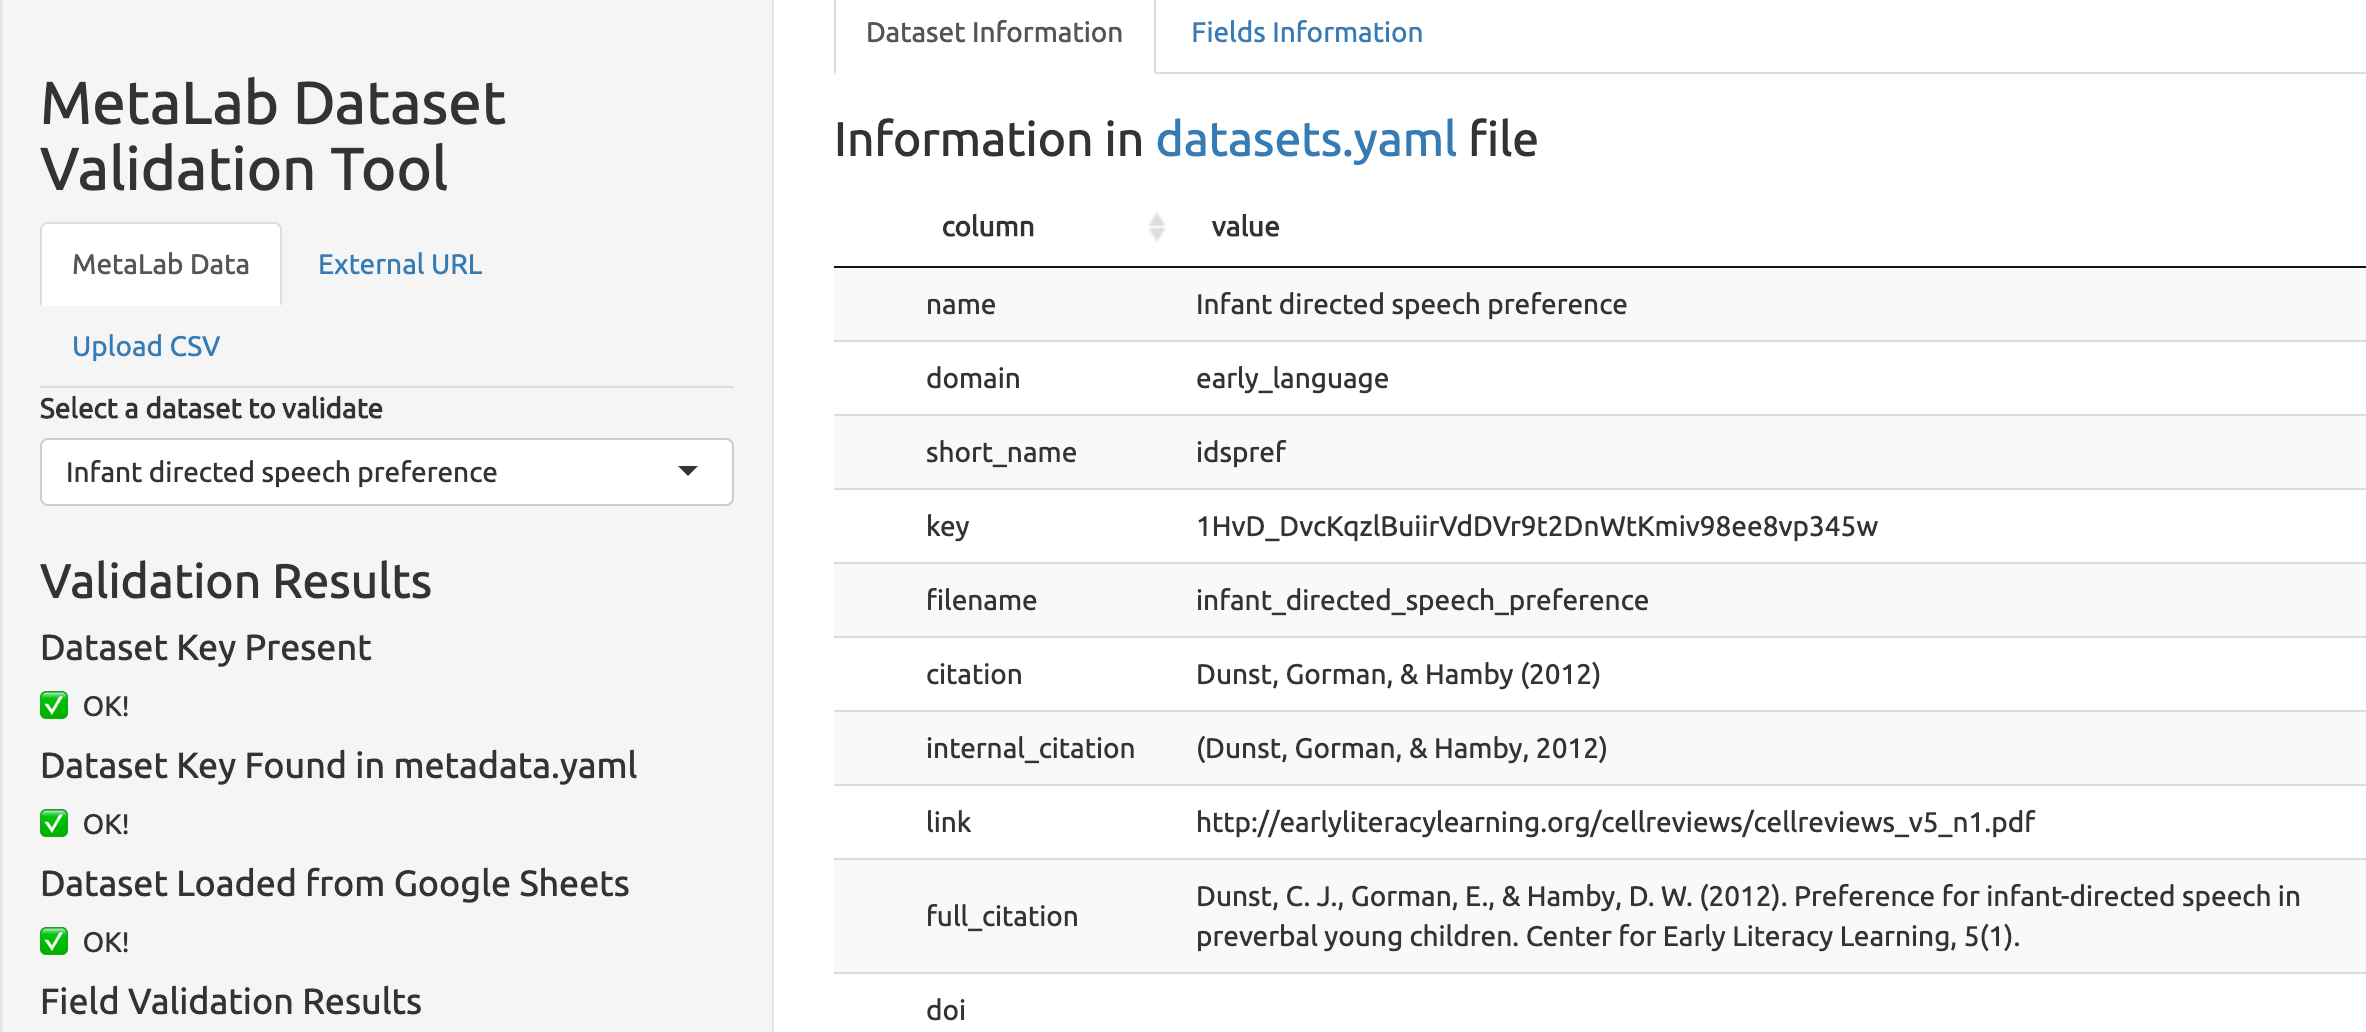 MetaLab Dataset
Validation Tool
MetaLab Data
External URL
Upload CSV
Select a dataset to validate
Infant directed speech preference
Validation Results
Dataset Key Present
✅ OK!
Dataset Key Found in metadata.yaml
✅ OK!
Dataset Loaded from Google Sheets
✅ OK!
Field Validation Results
Dataset Information
Fields Information
Information in datasets.yaml file
column value
name Infant directed speech preference
domain early_language
short_name idspref
key 1HvD_DvcKqzlBuiirVdDVr9t2DnWtKmiv98ee8vp345w
filename infant_directed_speech_preference
citation Dunst, Gorman, & Hamby (2012)
internal_citation (Dunst, Gorman, & Hamby, 2012)
link http://earlyliteracylearning.org/cellreviews/cellreviews_v5_n1.pdf
full_citation Dunst, C. J., Gorman, E., & Hamby, D. W. (2012). Preference for infant-directed speech in
preverbal young children. Center for Early Literacy Learning, 5(1).
doi